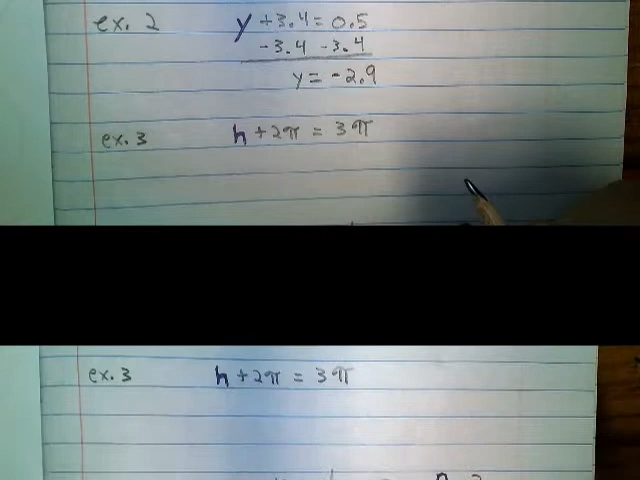 ex. 2 y + 3.4 = 0.5
- 3.4 - 3.4
y = - 2.9
ex. 3 h + 2π = 3π
ex. 3 h + 2π = 3π